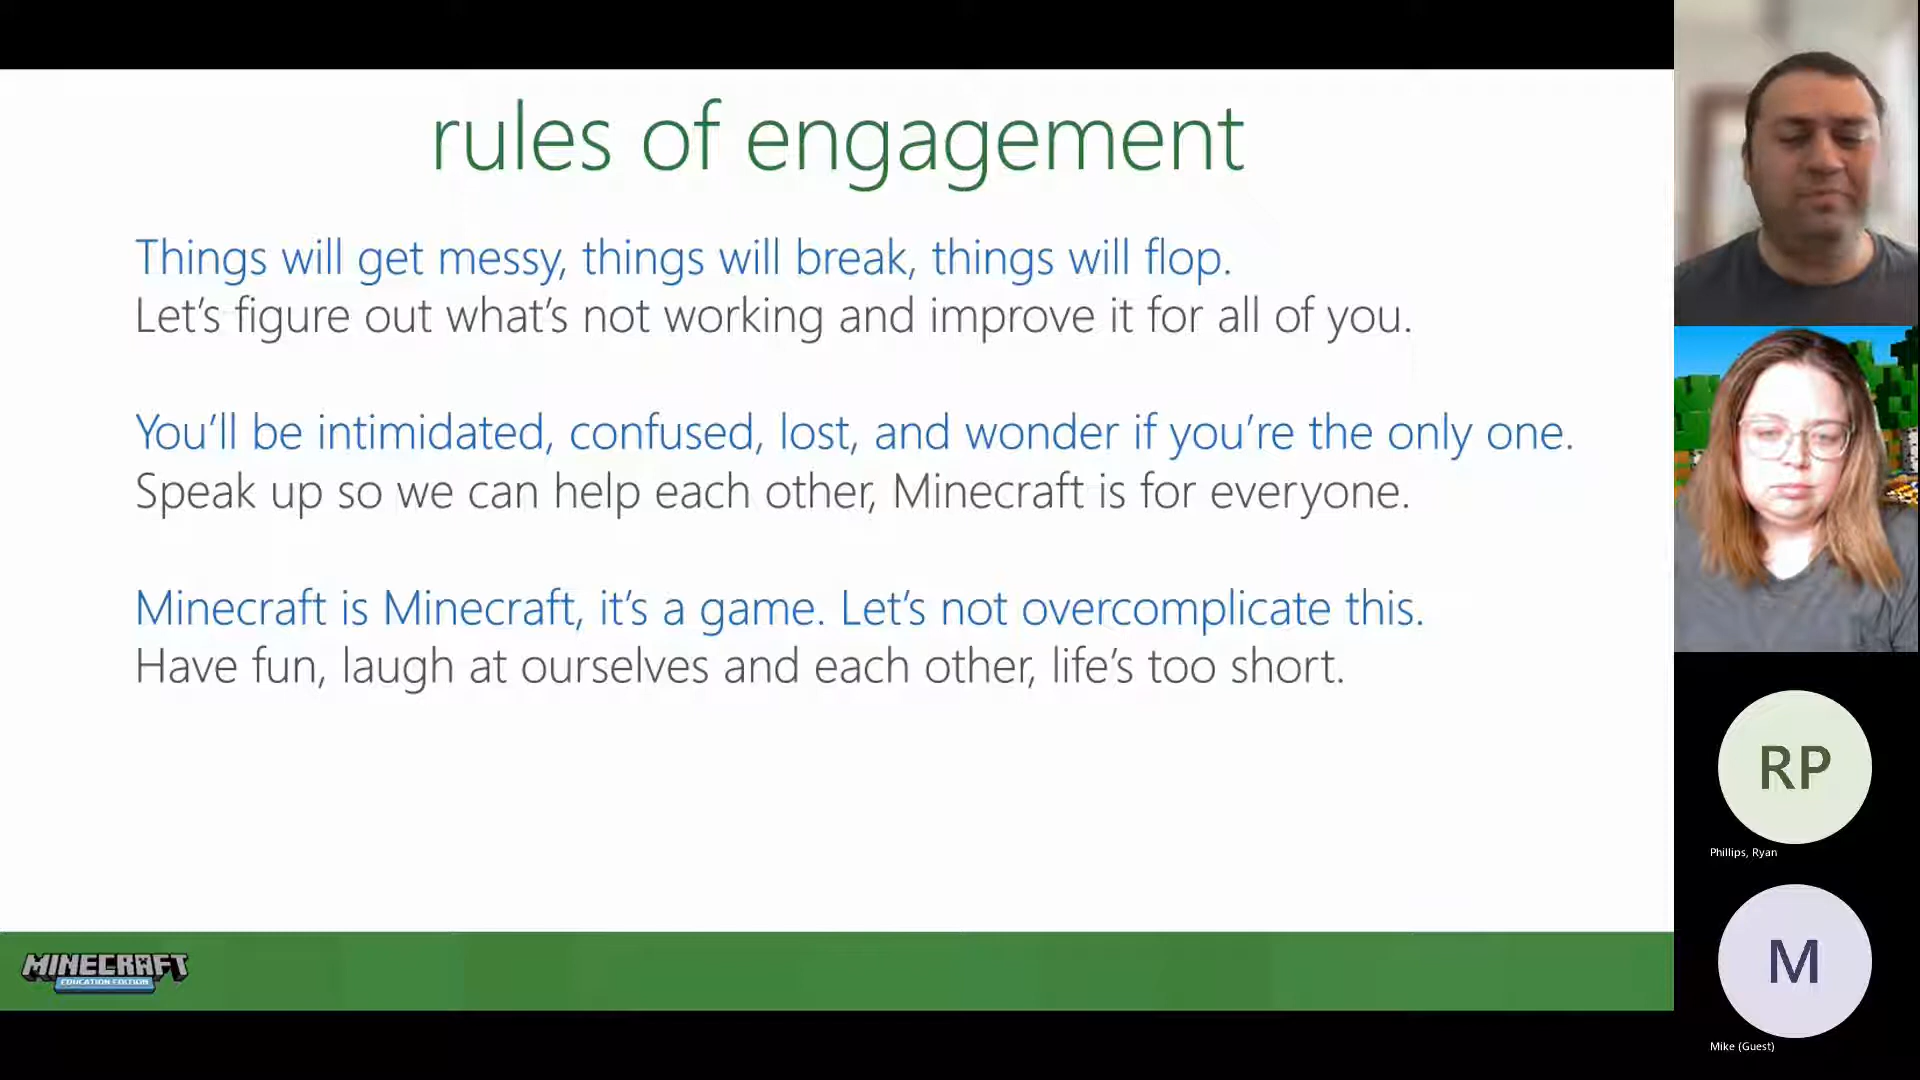 rules of engagement
Things will get messy, things will break, things will flop.
Let’s figure out what’s not working and improve it for all of you.
You’ll be intimidated, confused, lost, and wonder if you’re the only one.
Speak up so we can help each other, Minecraft is for everyone.
Minecraft is Minecraft, it’s a game. Let’s not overcomplicate this.
Have fun, laugh at ourselves and each other, life’s too short.
MINECRAFT
EDUCATION EDITION
RP
Phillips, Ryan
M
Mike (Guest)